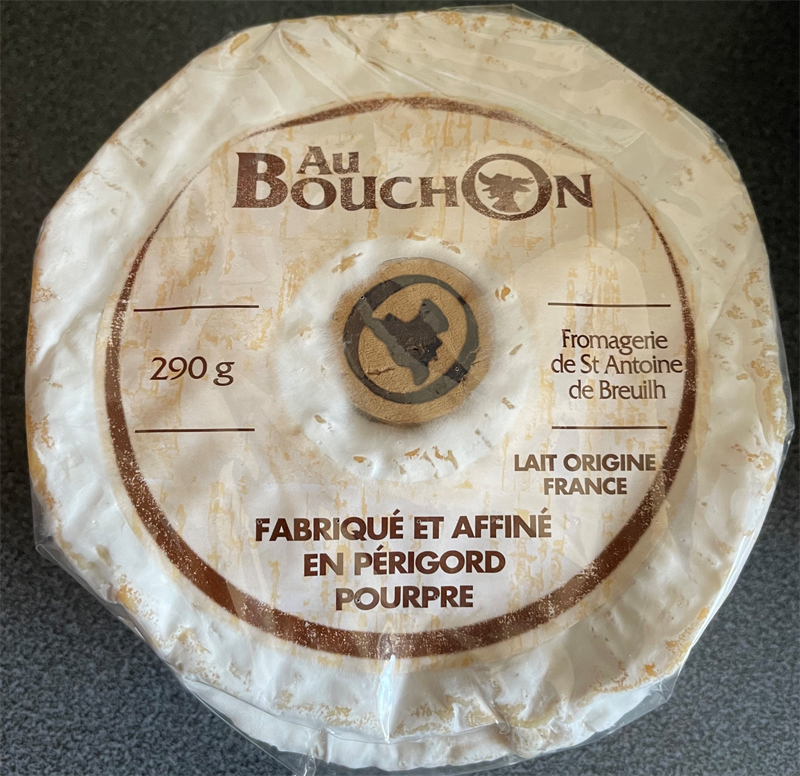 Au
BOUCHON
290 g
Fromagerie
de St Antoine
de Breuilh
LAIT ORIGINE
FRANCE
FABRIQUÉ ET AFFINÉ
EN PÉRIGORD
POURPRE